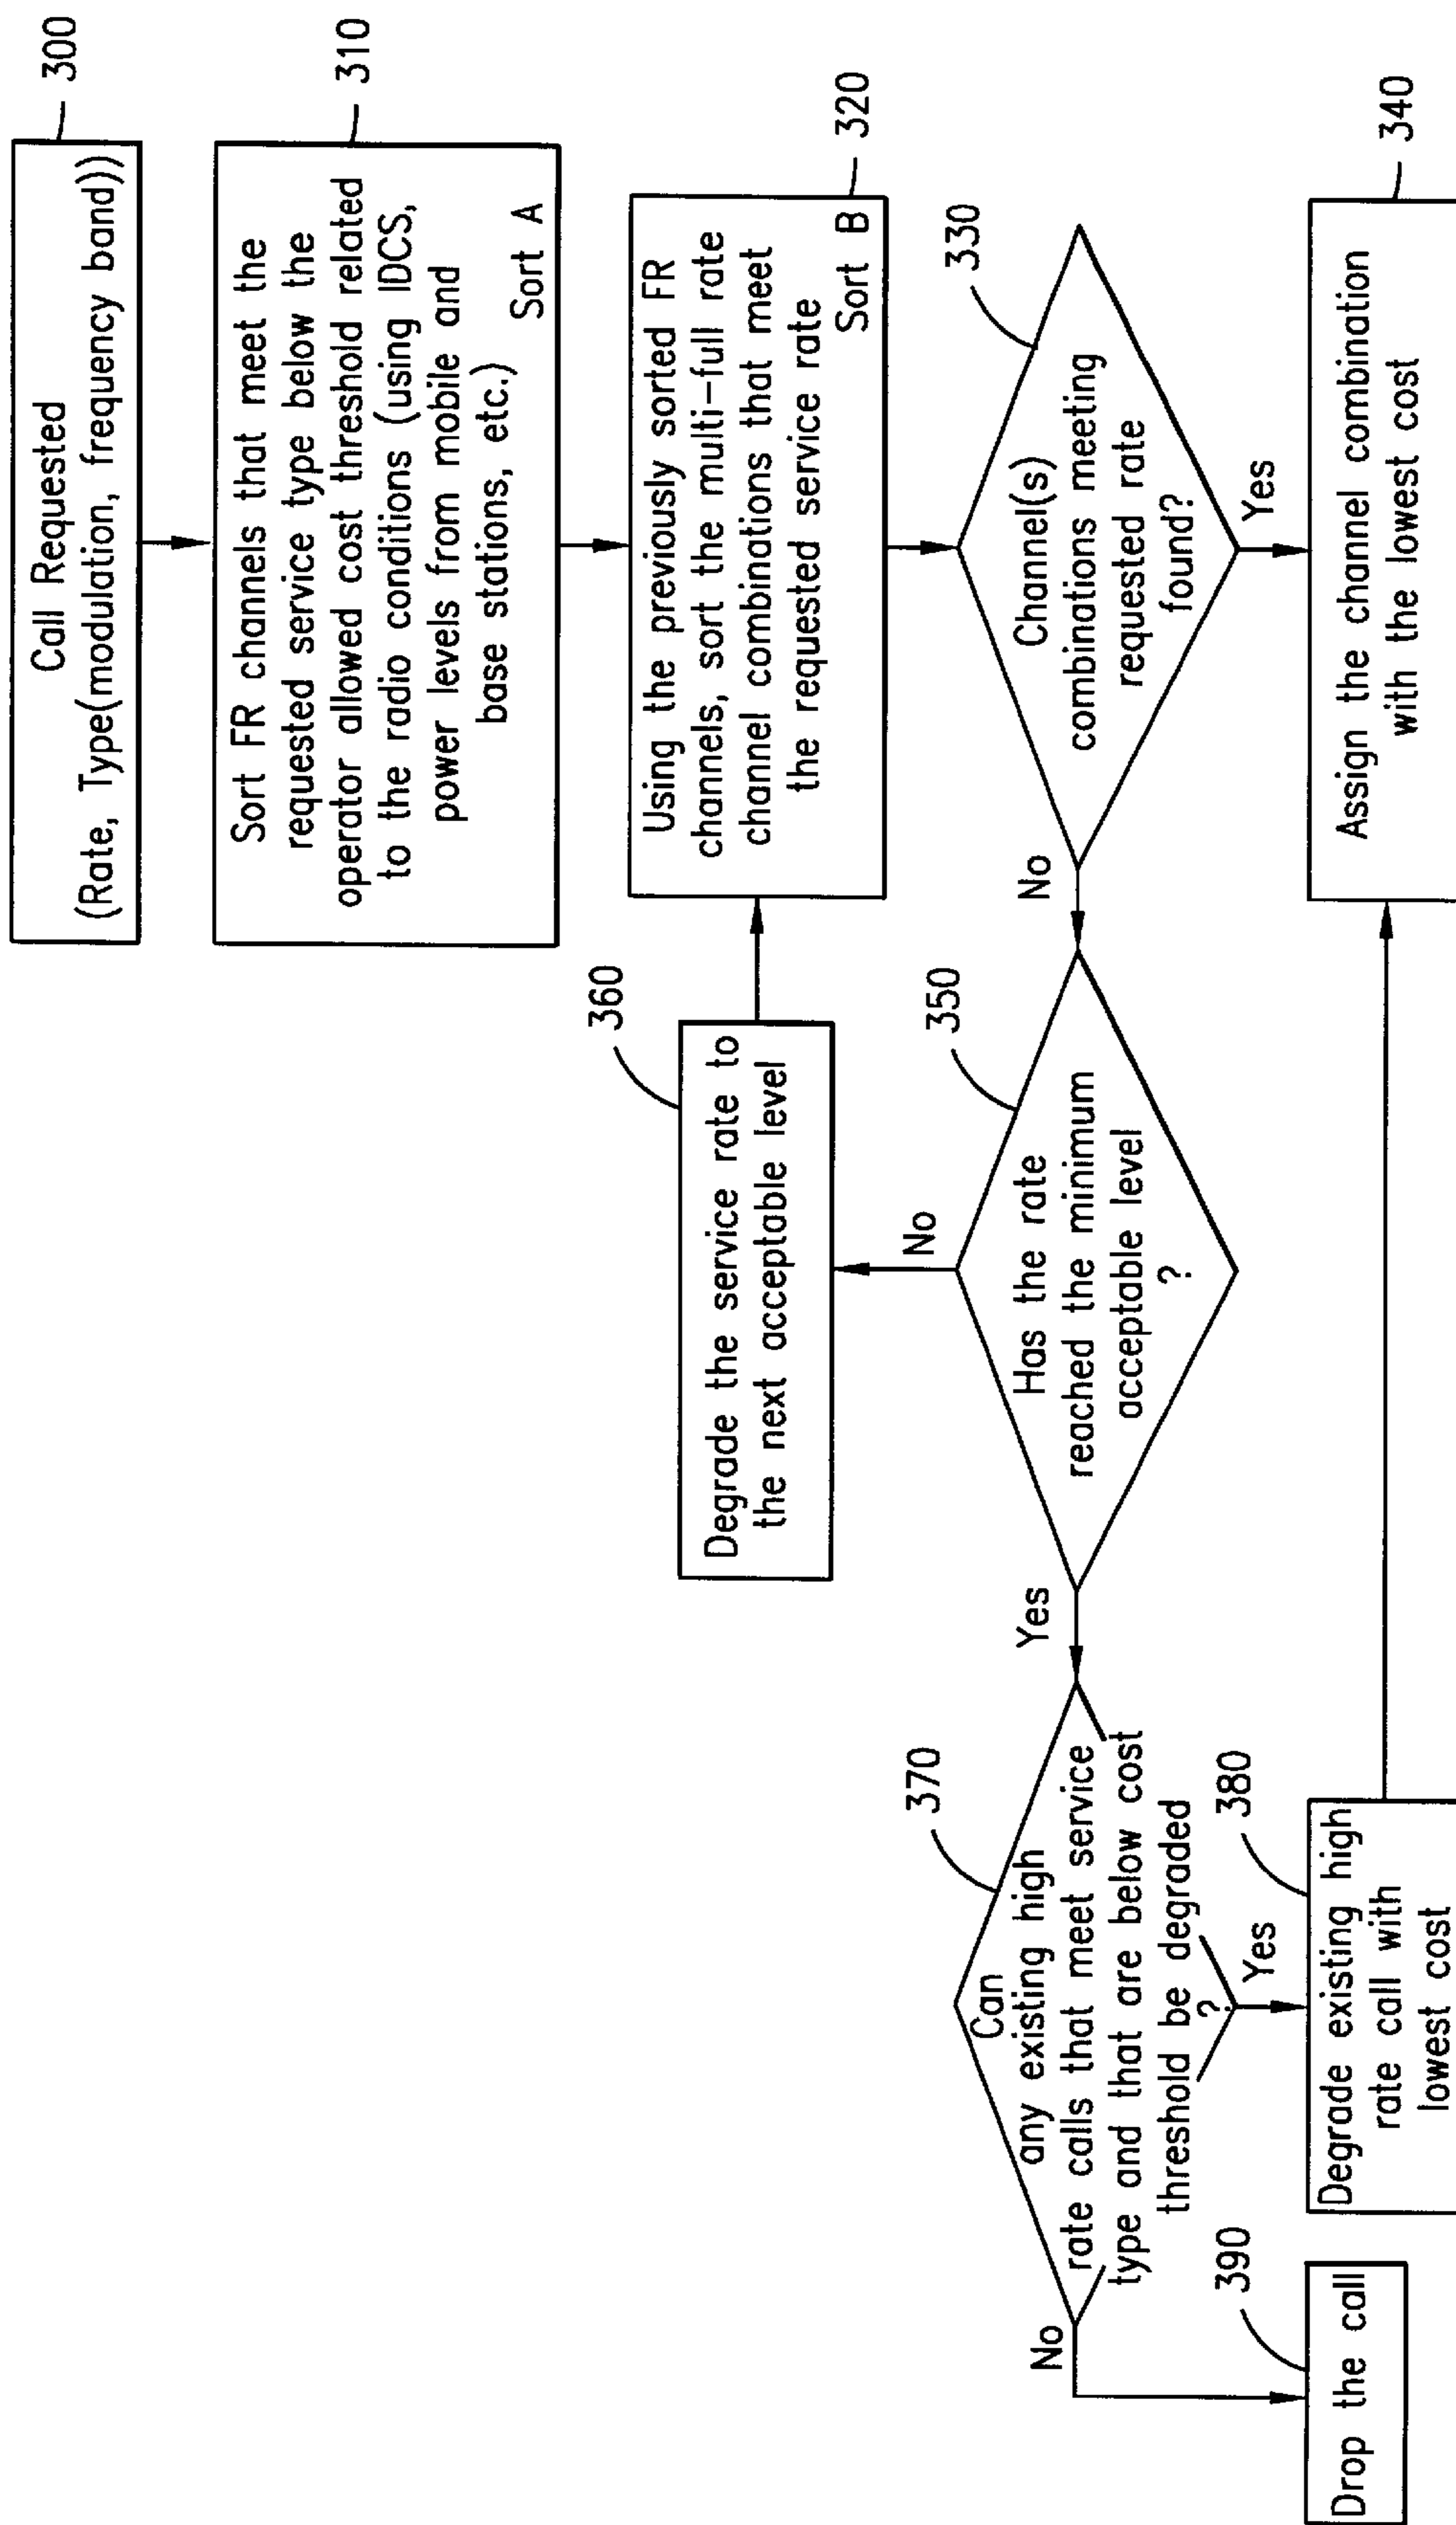 Call Requested
(Rate, Type(modulation, frequency band))
300
Sort FR channels that meet the
requested service type below the
operator allowed cost threshold related
to the radio conditions (using IDCS,
power levels from mobile and
base stations, etc.)
Sort A
310
Using the previously sorted FR
channels, sort the multi-full rate
channel combinations that meet
the requested service rate
Sort B
320
Channel(s)
combinations meeting
requested rate
found?
330
Yes
No
Assign the channel combination
with the lowest cost
340
Has the rate
reached the minimum
acceptable level
?
350
No
Yes
Degrade the service rate to
the next acceptable level
360
Can
any existing high
rate calls that meet service
type and that are below cost
threshold be degraded
?
370
Yes
No
Degrade existing high
rate call with
lowest cost
380
Drop the call
390